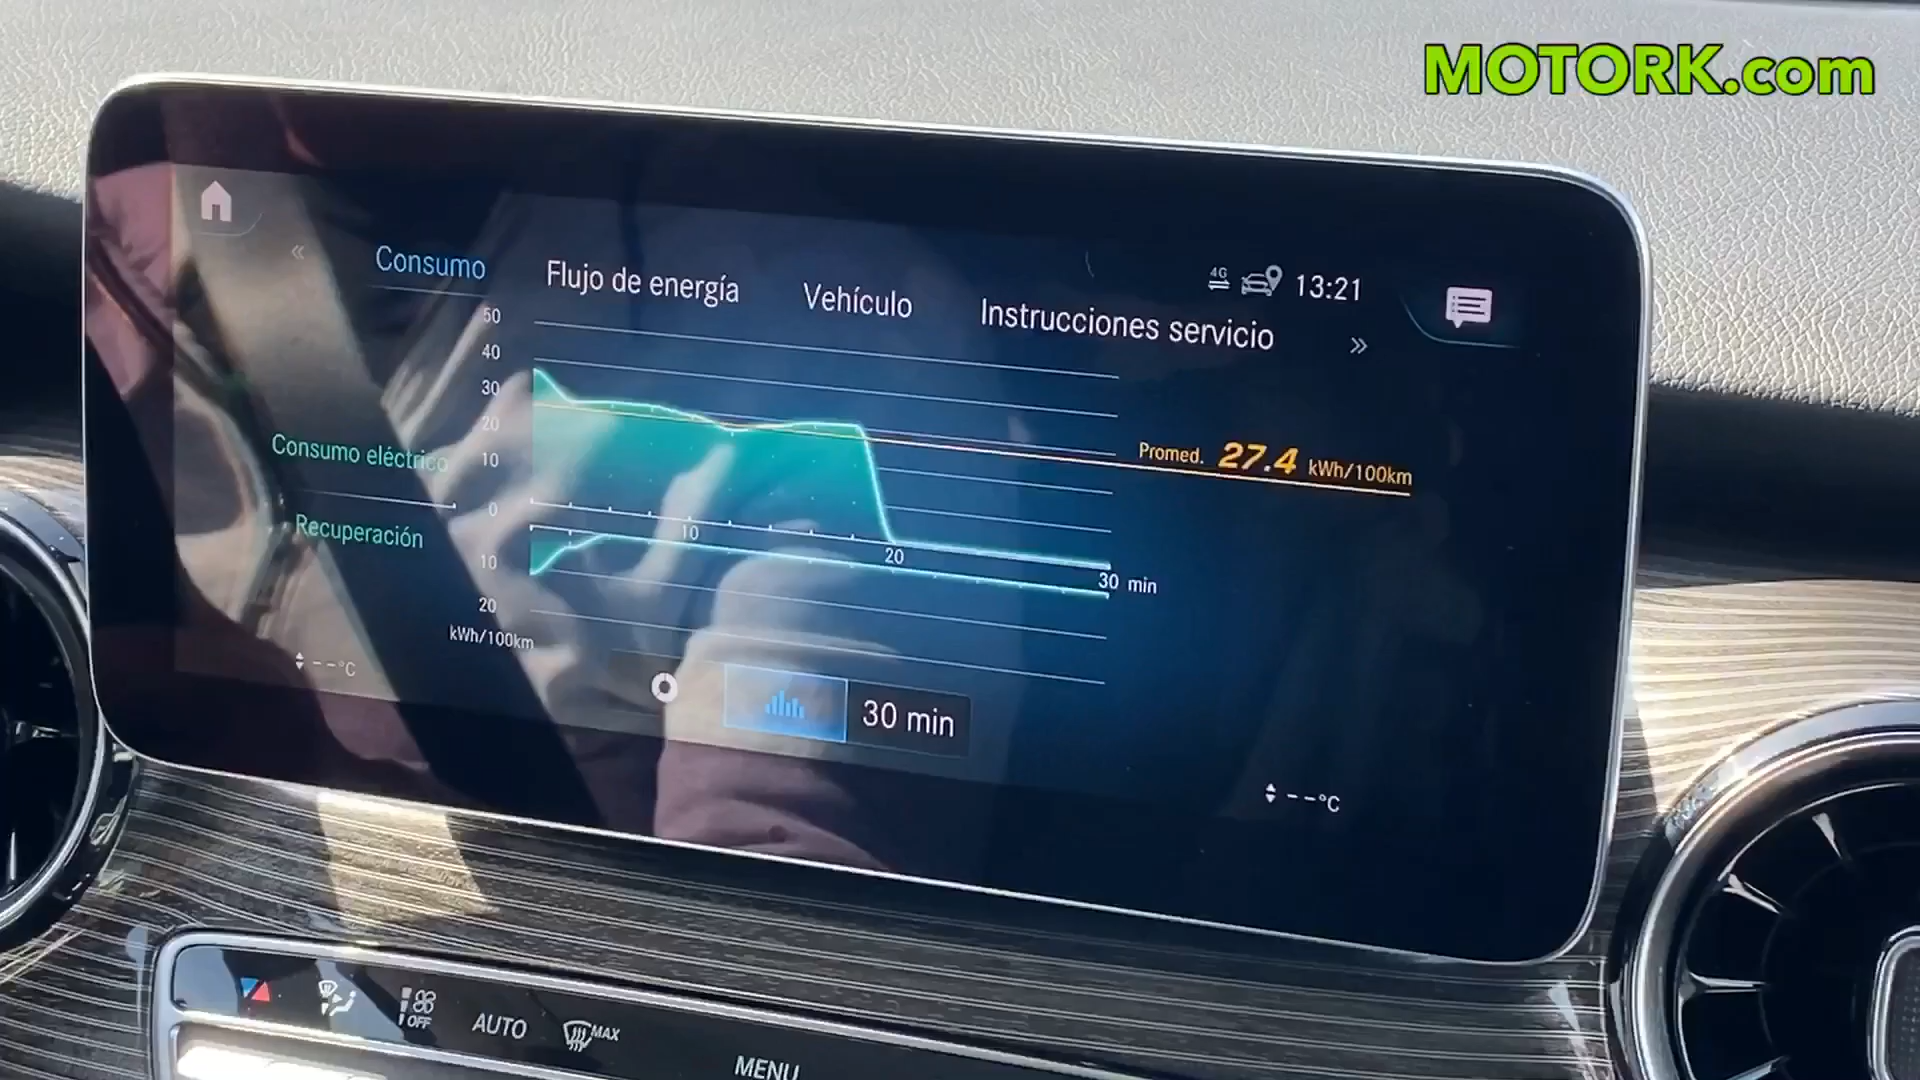 MOTORK.com
Consumo
Flujo de energía
Vehículo
Instrucciones servicio
4G
13:21
50
40
30
20
10
0
10
20
kWh/100km
Consumo eléctrico
Recuperación
10
20
30 min
Promed. 27.4 kWh/100km
--°C
30 min
--°C
OFF
AUTO
MAX
MENU